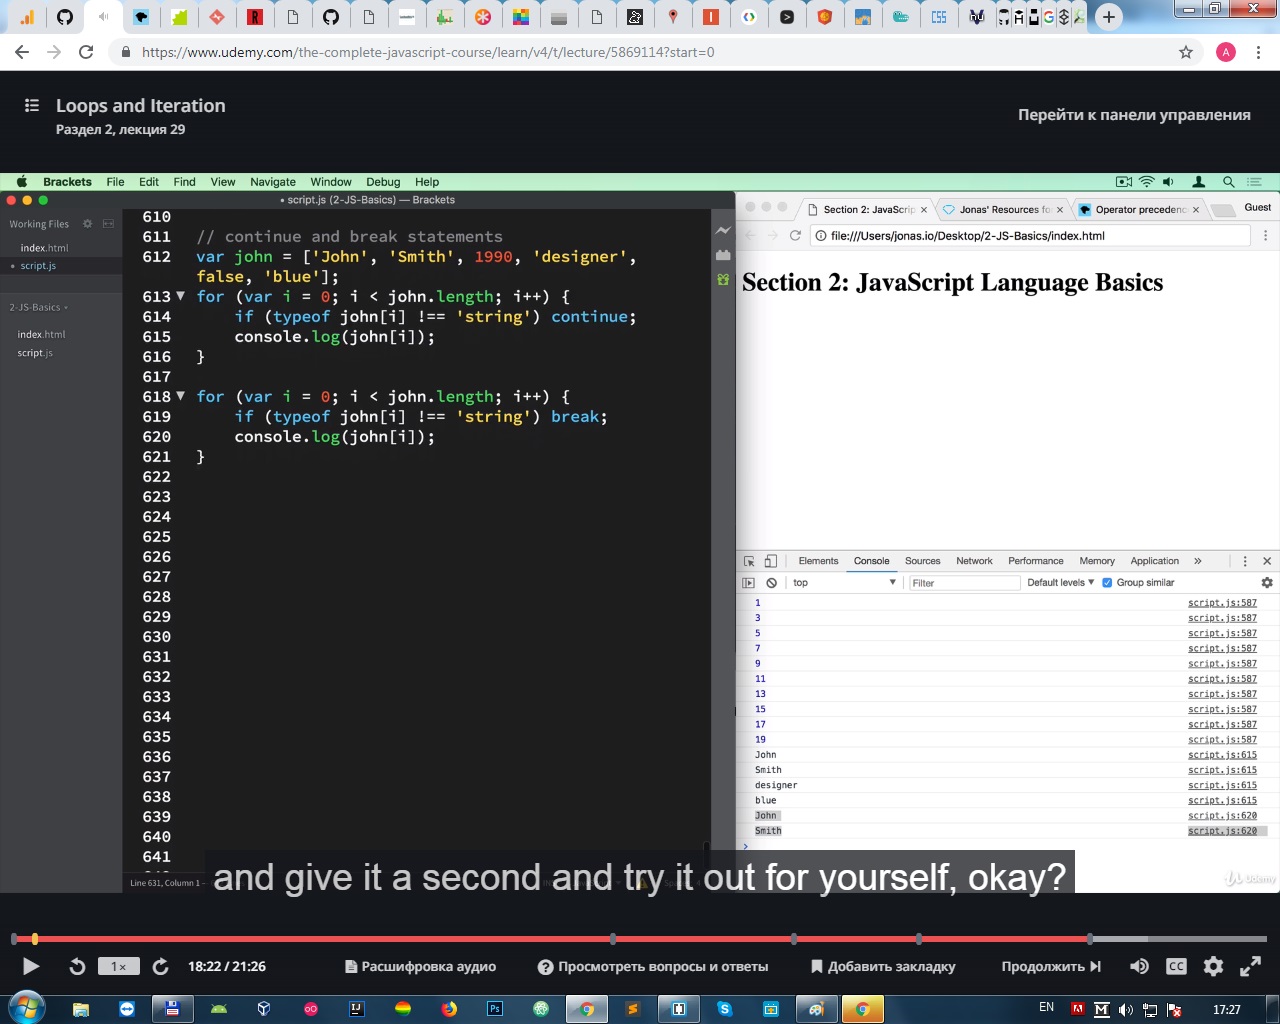 https://www.udemy.com/the-complete-javascript-course/learn/v4/t/lecture/5869114?start=0
A
Loops and Iteration
Раздел 2, лекция 29
Перейти к панели управления
Brackets File Edit Find View Navigate Window Debug Help
• script.js (2-JS-Basics) — Brackets
Working Files
index.html
• script.js
2-JS-Basics
index.html
script.js
610
611 // continue and break statements
612 var john = ['John', 'Smith', 1990, 'designer',
false, 'blue'];
613 for (var i = 0; i < john.length; i++) {
614 if (typeof john[i] !== 'string') continue;
615 console.log(john[i]);
616 }
617
618 for (var i = 0; i < john.length; i++) {
619 if (typeof john[i] !== 'string') break;
620 console.log(john[i]);
621 }
622
623
624
625
626
627
628
629
630
631
632
633
634
635
636
637
638
639
640
641
Line 631, Column 1
Section 2: JavaScrip
Jonas' Resources fo
Operator precedenc
Guest
file:///Users/jonas.io/Desktop/2-JS-Basics/index.html
Section 2: JavaScript Language Basics
Elements Console Sources Network Performance Memory Application »
top Filter Default levels Group similar
1 script.js:587
3 script.js:587
5 script.js:587
7 script.js:587
9 script.js:587
11 script.js:587
13 script.js:587
15 script.js:587
17 script.js:587
19 script.js:587
John script.js:615
Smith script.js:615
designer script.js:615
blue script.js:615
John script.js:620
Smith script.js:620
>
and give it a second and try it out for yourself, okay?
Udemy
1× 18:22 / 21:26 Расшифровка аудио Просмотреть вопросы и ответы Добавить закладку Продолжить CC
EN 17:27